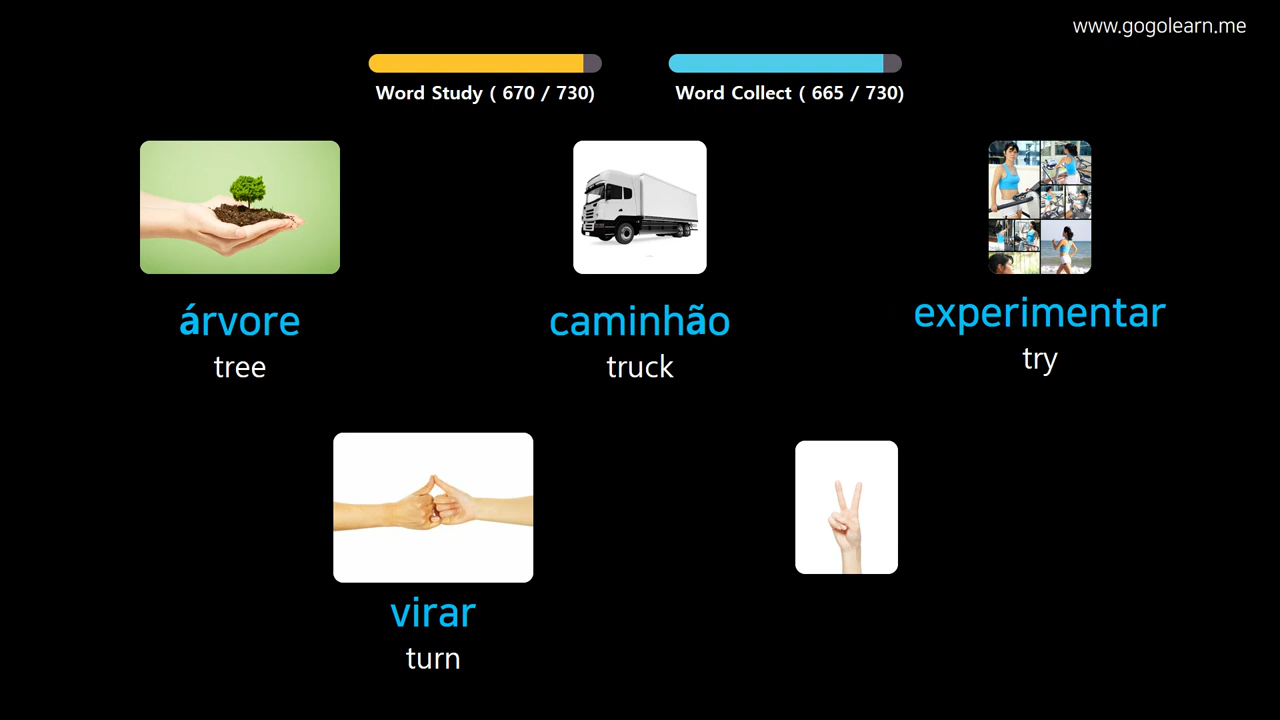 www.gogolearn.me
Word Study ( 670 / 730)
Word Collect ( 665 / 730)
árvore
tree
caminhão
truck
experimentar
try
virar
turn